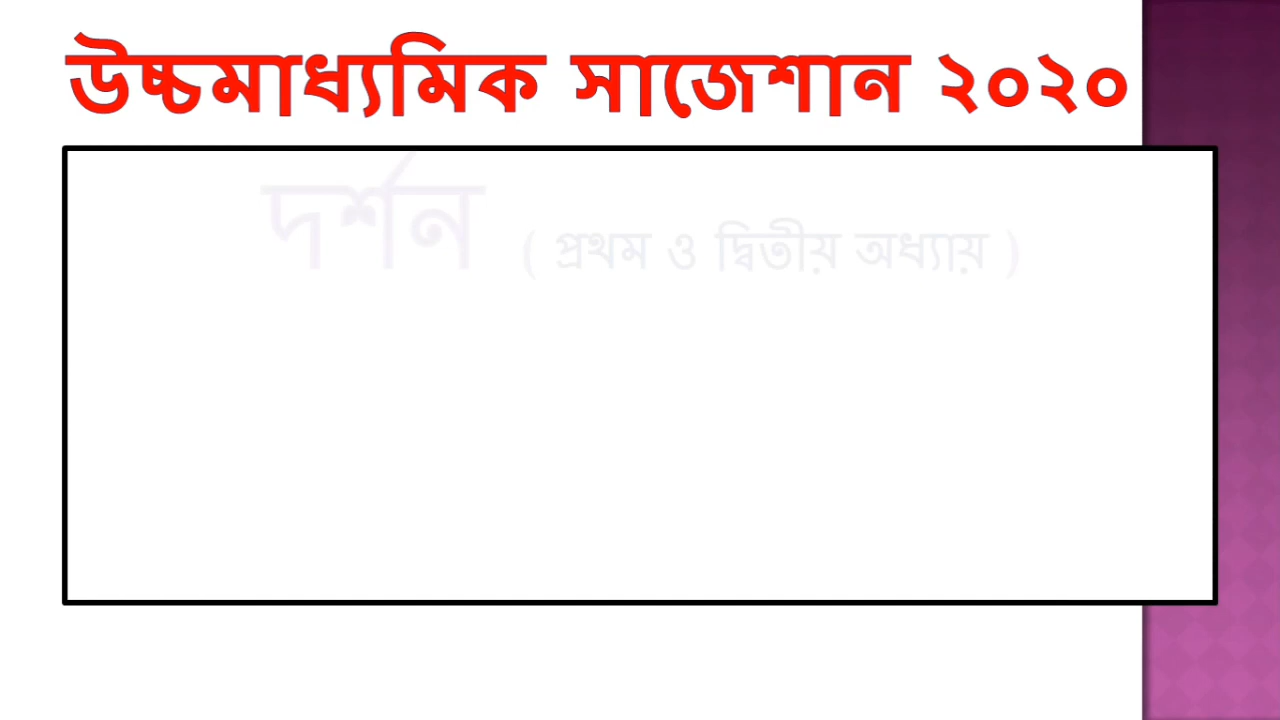 উচ্চমাধ্যমিক সাজেশান ২০২০
দর্শন ( প্রথম ও দ্বিতীয় অধ্যায় )